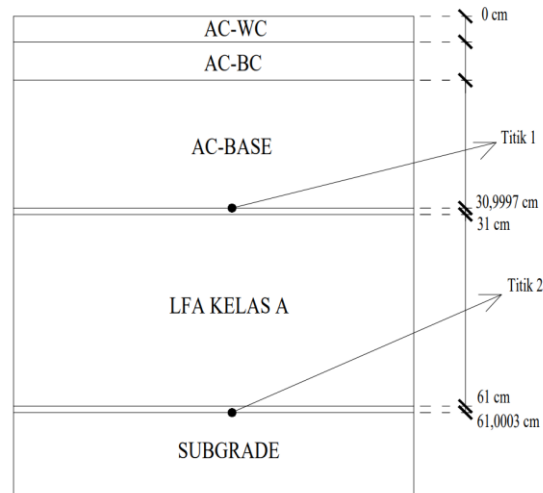 0 cm
AC-WC
AC-BC
AC-BASE
Titik 1
30,9997 cm
31 cm
Titik 2
LFA KELAS A
61 cm
61,0003 cm
SUBGRADE